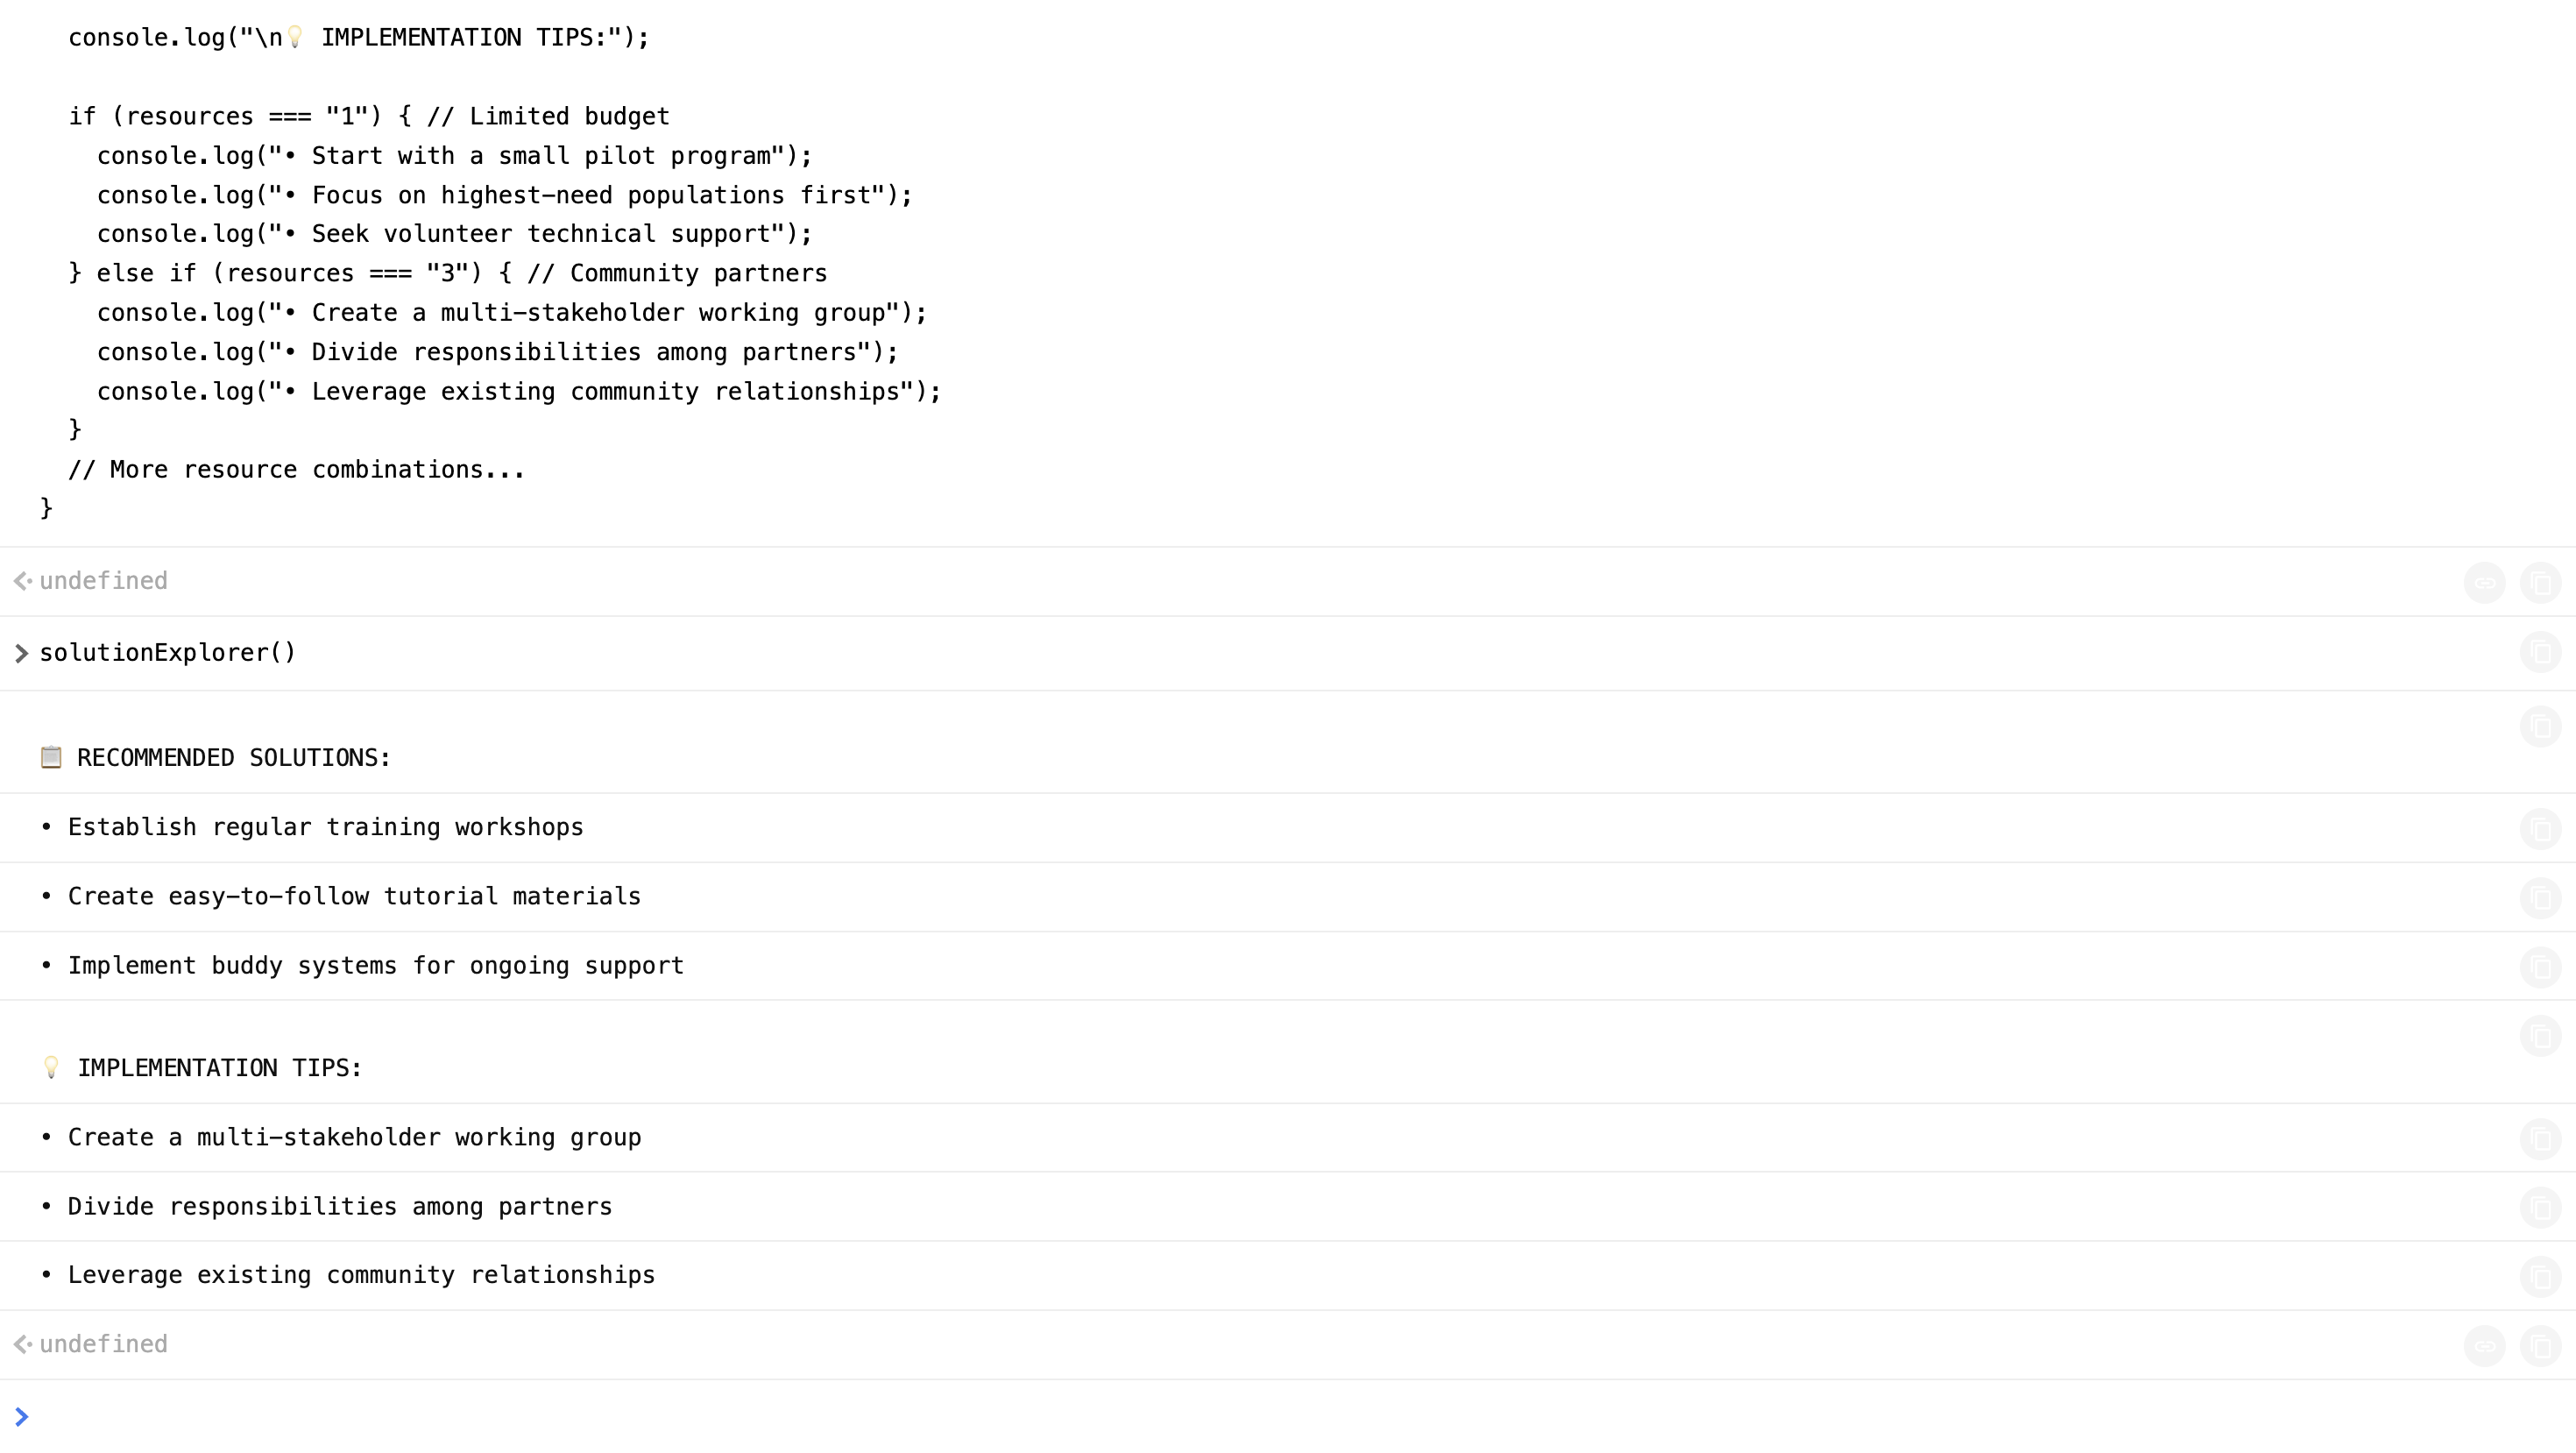 console.log("\n💡 IMPLEMENTATION TIPS:");
if (resources === "1") { // Limited budget
console.log("• Start with a small pilot program");
console.log("• Focus on highest-need populations first");
console.log("• Seek volunteer technical support");
} else if (resources === "3") { // Community partners
console.log("• Create a multi-stakeholder working group");
console.log("• Divide responsibilities among partners");
console.log("• Leverage existing community relationships");
}
// More resource combinations...
}
undefined
solutionExplorer()
📋 RECOMMENDED SOLUTIONS:
• Establish regular training workshops
• Create easy-to-follow tutorial materials
• Implement buddy systems for ongoing support
💡 IMPLEMENTATION TIPS:
• Create a multi-stakeholder working group
• Divide responsibilities among partners
• Leverage existing community relationships
undefined